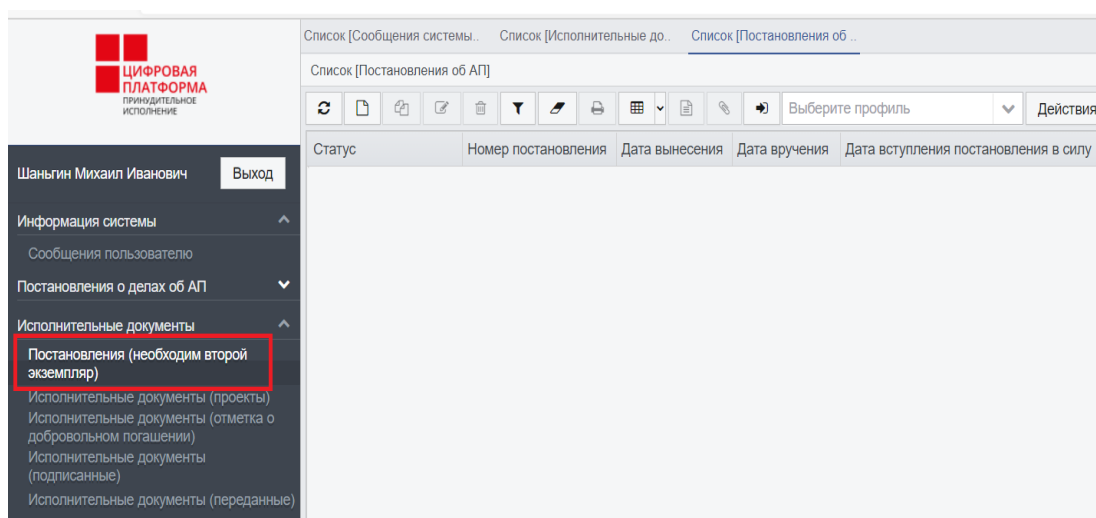 Список [Сообщения системы.. Список [Исполнительные до.. Список [Постановления об ..
ЦИФРОВАЯ
ПЛАТФОРМА
ПРИНУДИТЕЛЬНОЕ
ИСПОЛНЕНИЕ
Список [Постановления об АП]
Выберите профиль Действия
Статус Номер постановления Дата вынесения Дата вручения Дата вступления постановления в силу
Шаньгин Михаил Иванович Выход
Информация системы
Сообщения пользователю
Постановления о делах об АП
Исполнительные документы
Постановления (необходим второй
экземпляр)
Исполнительные документы (проекты)
Исполнительные документы (отметка о
добровольном погашении)
Исполнительные документы
(подписанные)
Исполнительные документы (переданные)